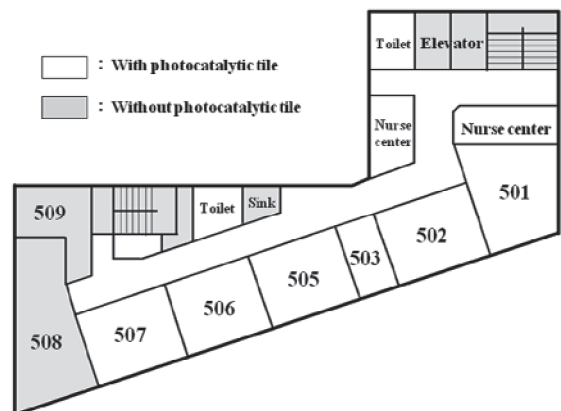 : With photocatalytic tile
: Without photocatalytic tile
Toilet
Elevator
Nurse
center
Nurse center
501
509
Toilet
Sink
502
503
505
506
507
508